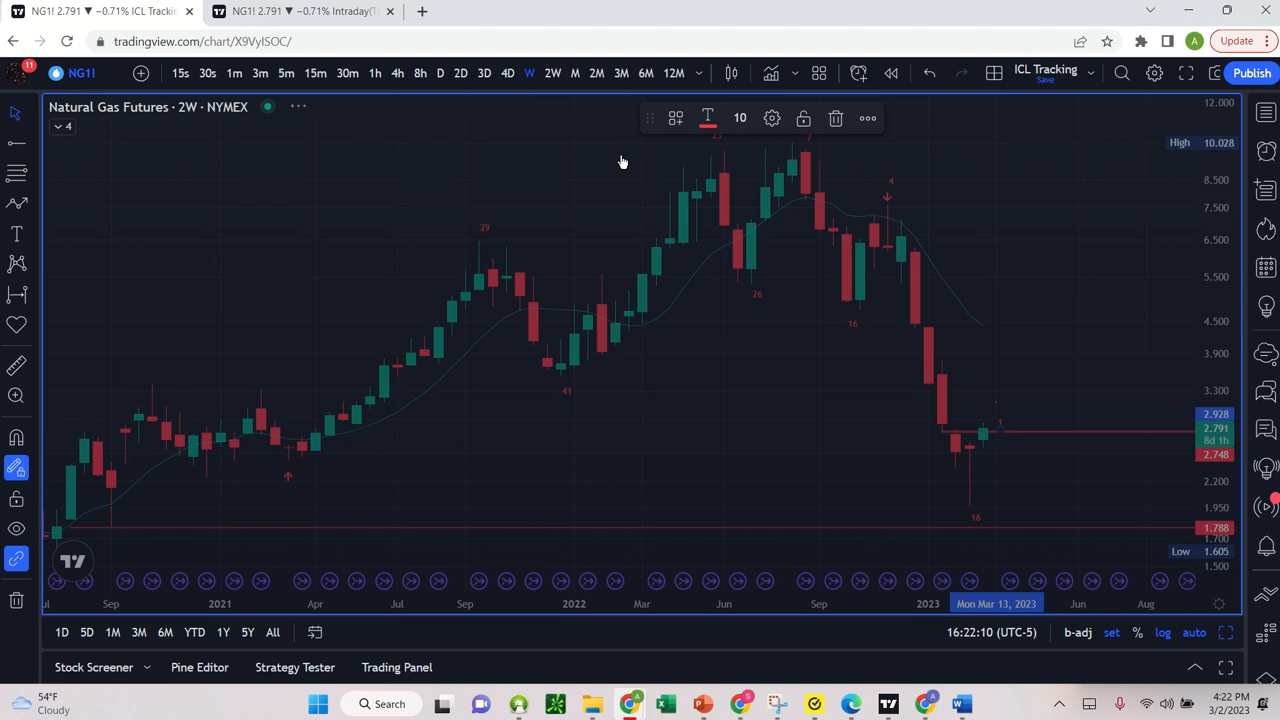 NG1! 2.791 ▼ −0.71% ICL Trackin
NG1! 2.791 ▼ −0.71% Intraday(T
tradingview.com/chart/X9VylSOC/
A
Update
11
NG1!
15s 30s 1m 3m 5m 15m 30m 1h 4h 8h D 2D 3D 4D W 2W M 2M 3M 6M 12M
ICL Tracking
Save
Publish
Natural Gas Futures · 2W · NYMEX
4
T
10
12.000
High 10.028
8.500
7.500
6.500
5.500
4.500
3.900
3.300
2.928
2.791
8d 1h
2.748
2.200
1.950
1.788
1.700
Low 1.605
1.500
29
41
23
26
7
16
4
1
16
Sep 2021 Apr Jul Sep 2022 Mar Jun Sep 2023 Mon Mar 13, 2023 Jun Aug
1D 5D 1M 3M 6M YTD 1Y 5Y All
16:22:10 (UTC-5) b-adj set % log auto
Stock Screener Pine Editor Strategy Tester Trading Panel
54°F
Cloudy
Search
4:22 PM
3/2/2023